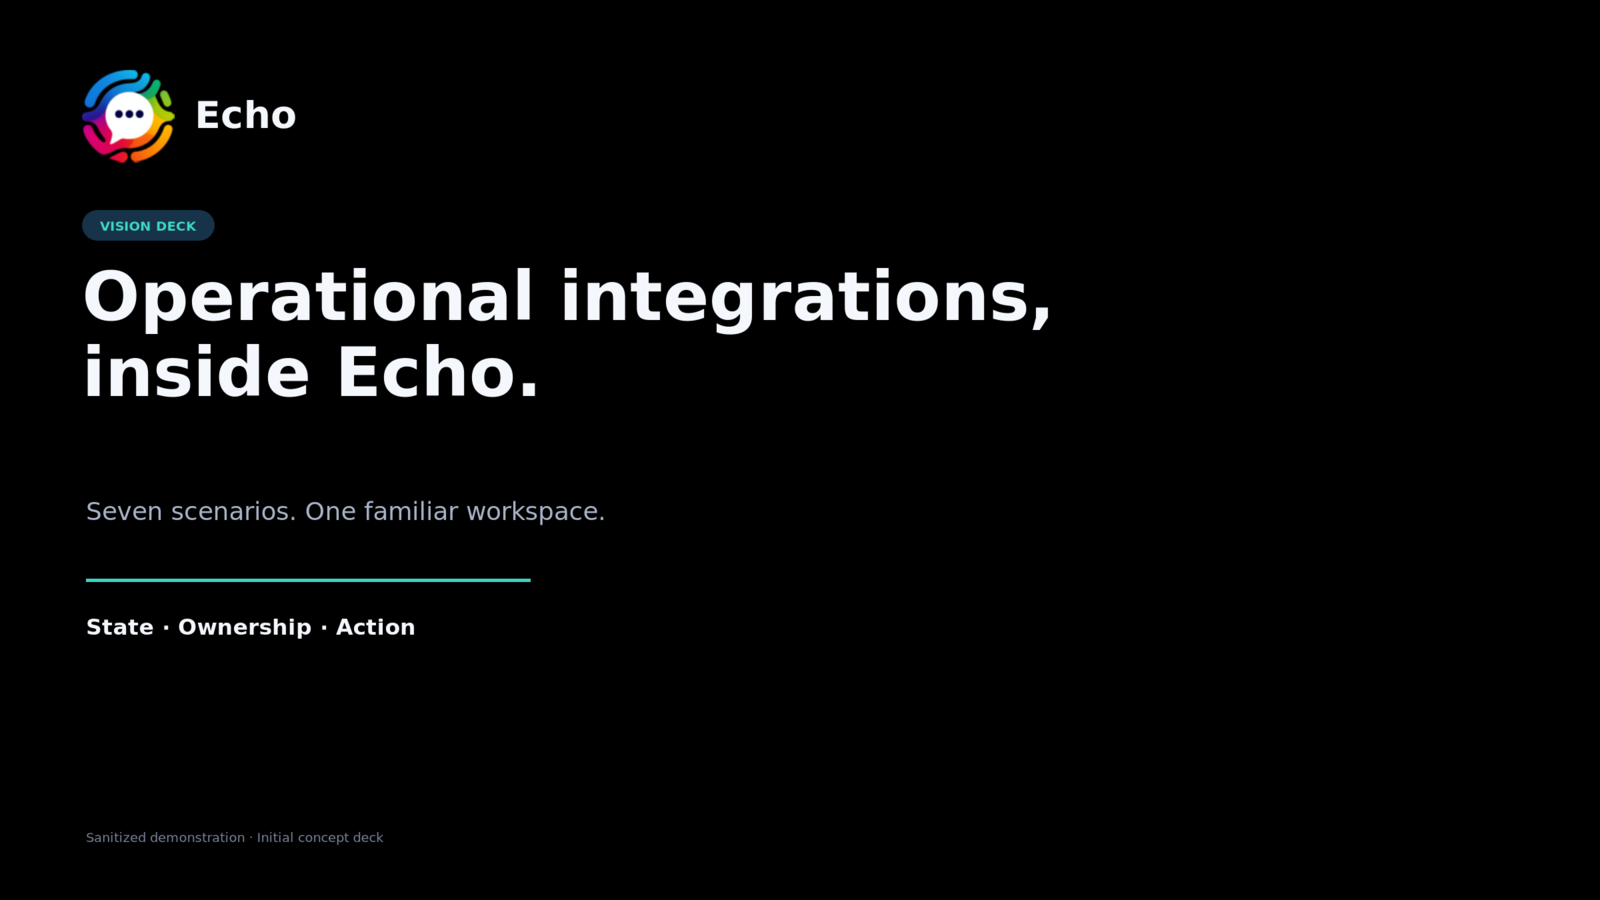 Echo
VISION DECK
Operational integrations,
inside Echo.
Seven scenarios. One familiar workspace.
State · Ownership · Action
Sanitized demonstration · Initial concept deck